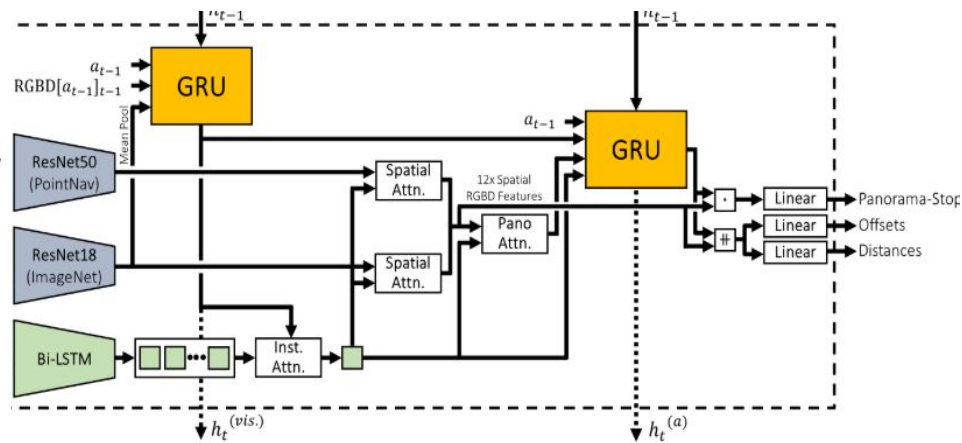 h_{t-1}
h_{t-1}
a_{t-1}
RGBD[a_{t-1}]_{t-1}
GRU
Mean Pool
a_{t-1}
GRU
ResNet50
(PointNav)
Spatial
Attn.
12x Spatial
RGBD Features
Pano
Attn.
·
Linear
Panorama-Stop
⧺
Linear
Offsets
Linear
Distances
ResNet18
(ImageNet)
Spatial
Attn.
Bi-LSTM
•••
Inst.
Attn.
h_t^{(vis.)}
h_t^{(a)}